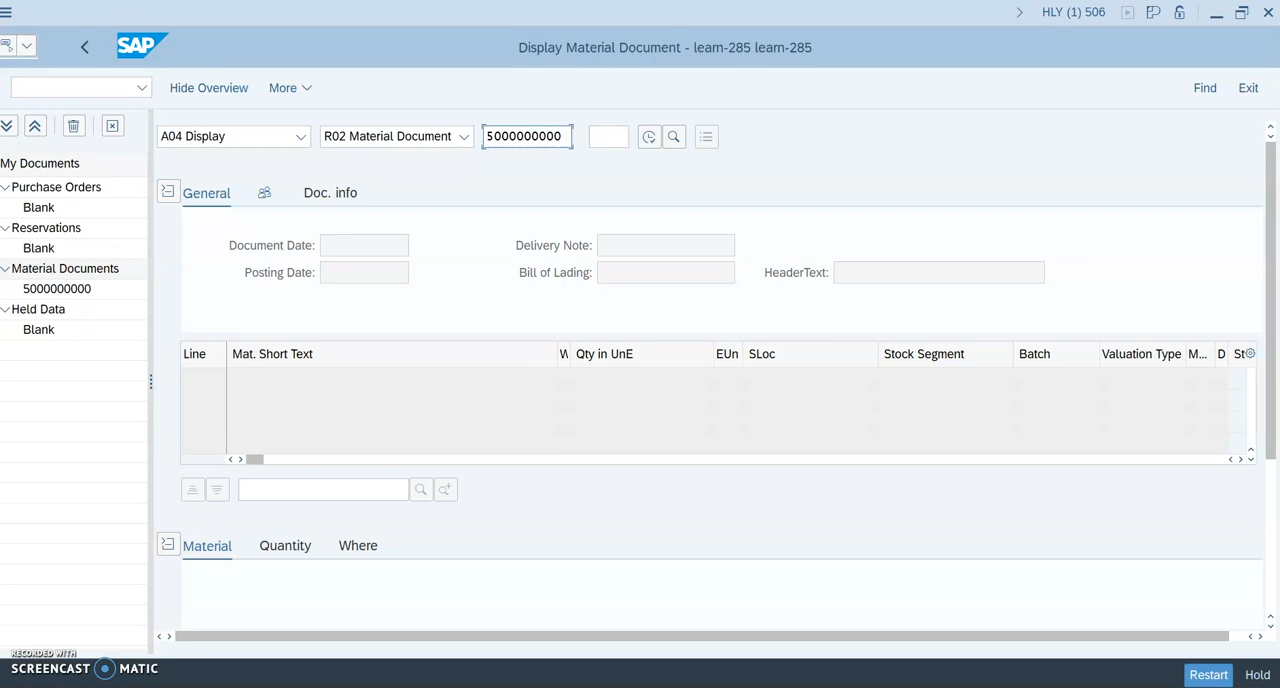 HLY (1) 506
SAP
Display Material Document - learn-285 learn-285
Hide Overview More Find Exit
A04 Display R02 Material Document 5000000000
My Documents
Purchase Orders
Blank
Reservations
Blank
Material Documents
5000000000
Held Data
Blank
General Doc. info
Document Date: Delivery Note:
Posting Date: Bill of Lading: HeaderText:
Line Mat. Short Text W Qty in UnE EUn SLoc Stock Segment Batch Valuation Type M... D St
Material Quantity Where
RECORDED WITH
SCREENCAST MATIC
Restart Hold